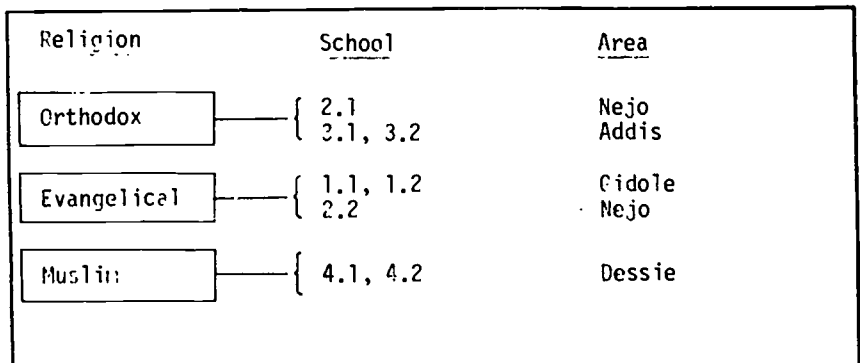 Religion School Area
Orthodox 2.1 Nejo
3.1, 3.2 Addis
Evangelical 1.1, 1.2 Gidole
2.2 Nejo
Muslim 4.1, 4.2 Dessie